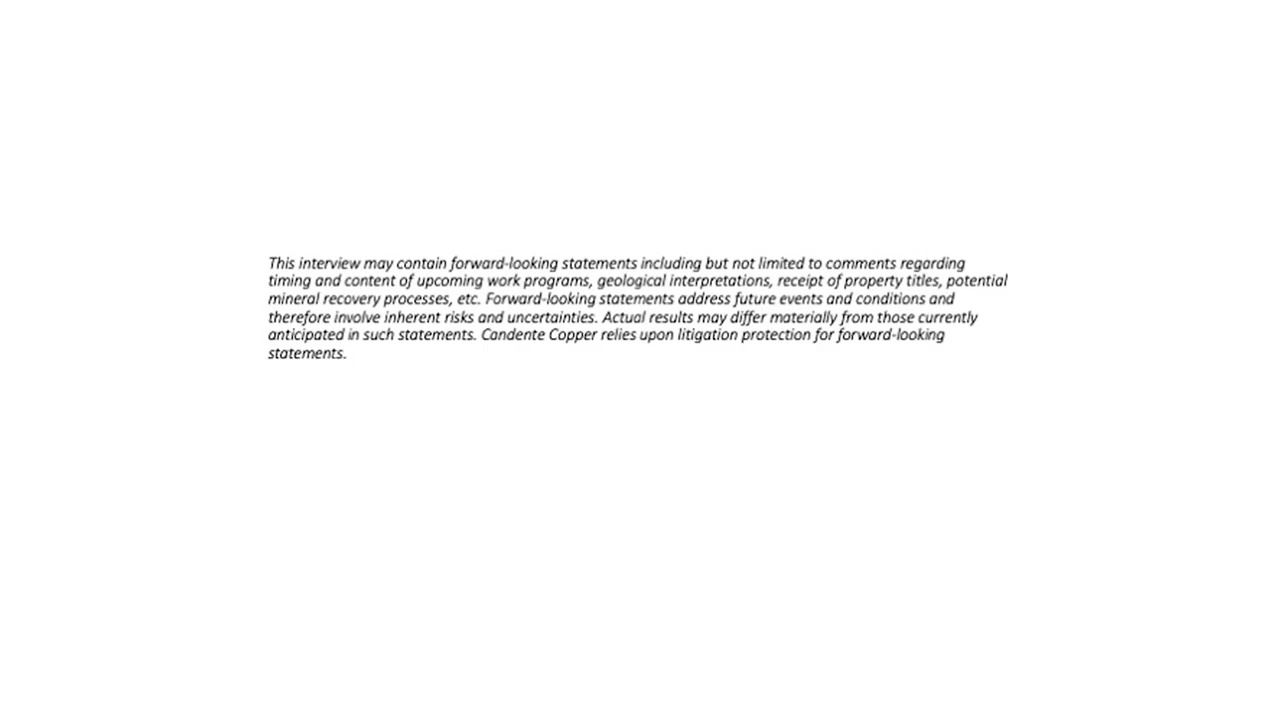 This interview may contain forward-looking statements including but not limited to comments regarding
timing and content of upcoming work programs, geological interpretations, receipt of property titles, potential
mineral recovery processes, etc. Forward-looking statements address future events and conditions and
therefore involve inherent risks and uncertainties. Actual results may differ materially from those currently
anticipated in such statements. Candente Copper relies upon litigation protection for forward-looking
statements.